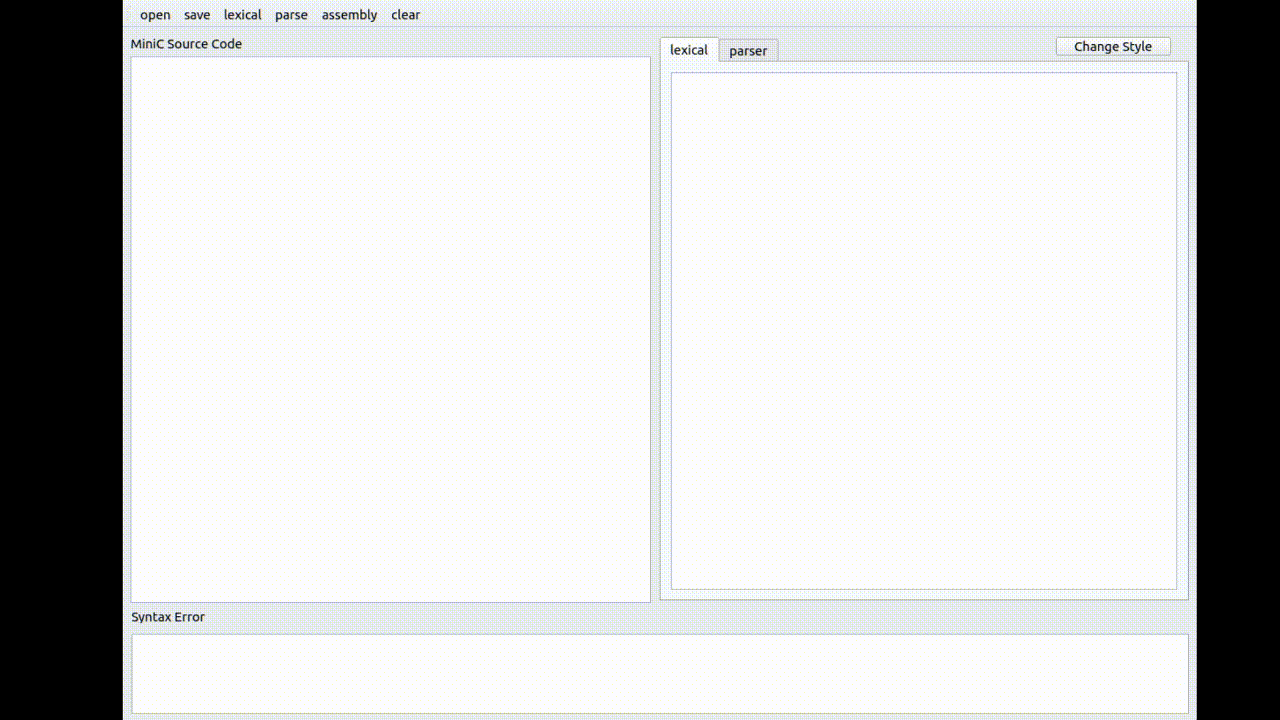 open save lexical parse assembly clear
MiniC Source Code
lexical parser
Change Style
Syntax Error